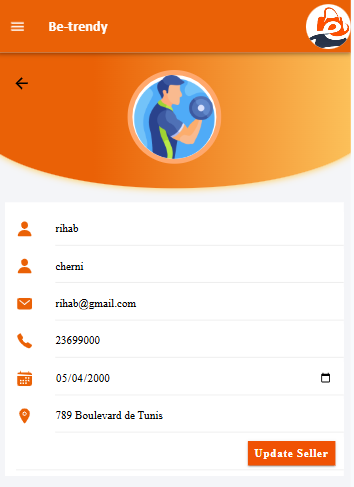 Be-trendy
rihab
cherni
rihab@gmail.com
23699000
05/04/2000
789 Boulevard de Tunis
Update Seller